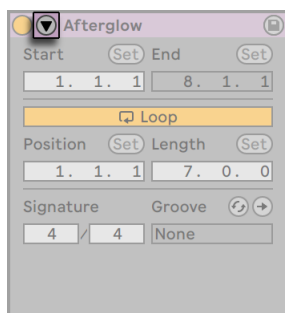 Afterglow
Start Set End Set
1. 1. 1 8. 1. 1
Loop
Position Set Length Set
1. 1. 1 7. 0. 0
Signature Groove
4 / 4 None